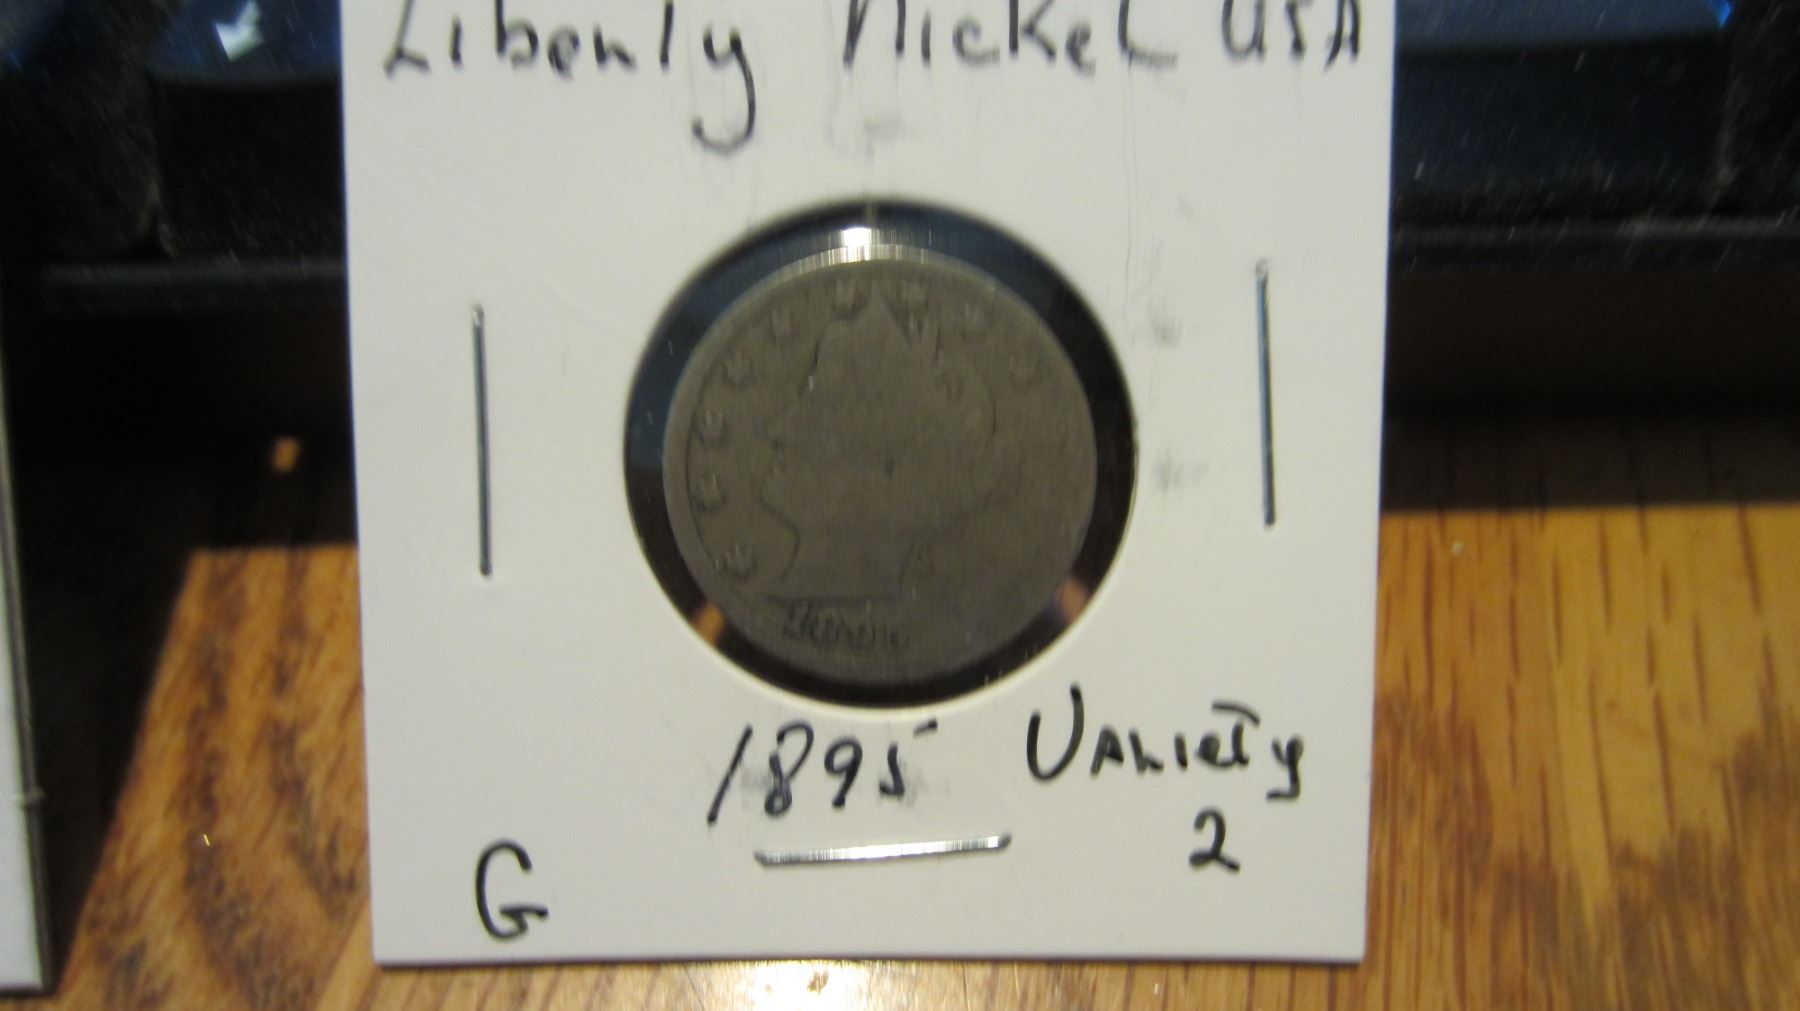 Liberty Nickel USA
1895 Variety
2
G